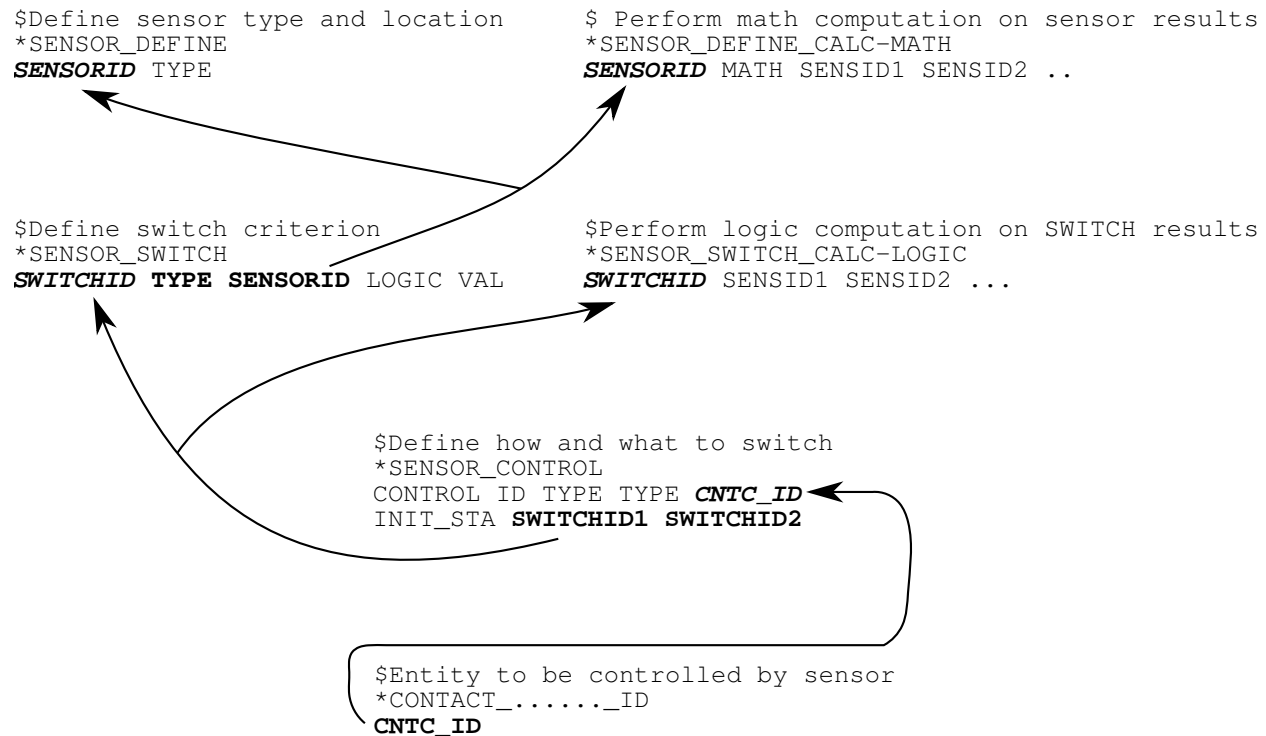 $Define sensor type and location
*SENSOR_DEFINE
SENSORID TYPE
$ Perform math computation on sensor results
*SENSOR_DEFINE_CALC-MATH
SENSORID MATH SENSID1 SENSID2 ..
$Define switch criterion
*SENSOR_SWITCH
SWITCHID TYPE SENSORID LOGIC VAL
$Perform logic computation on SWITCH results
*SENSOR_SWITCH_CALC-LOGIC
SWITCHID SENSID1 SENSID2 ...
$Define how and what to switch
*SENSOR_CONTROL
CONTROL ID TYPE TYPE CNTC_ID
INIT_STA SWITCHID1 SWITCHID2
$Entity to be controlled by sensor
*CONTACT_......_ID
CNTC_ID